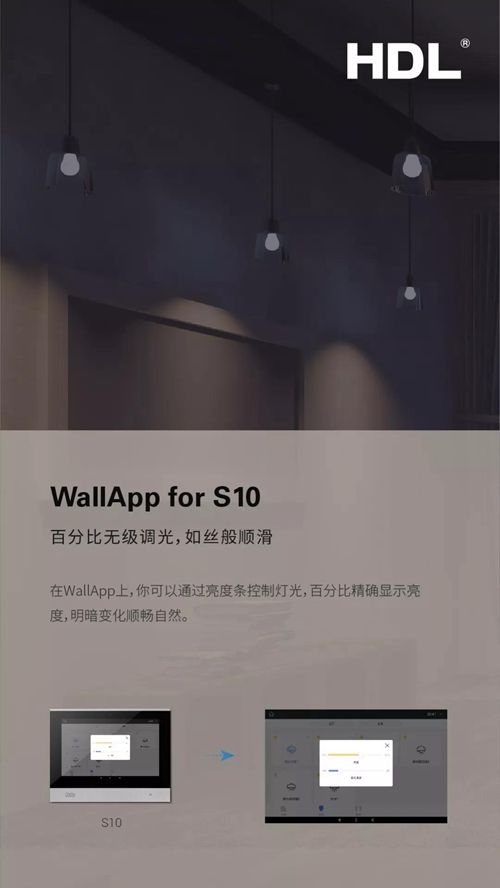 HDL®
WallApp for S10
百分比无级调光，如丝般顺滑
在WallApp上，你可以通过亮度条控制灯光，百分比精确显示亮
度，明暗变化顺畅自然。
S10